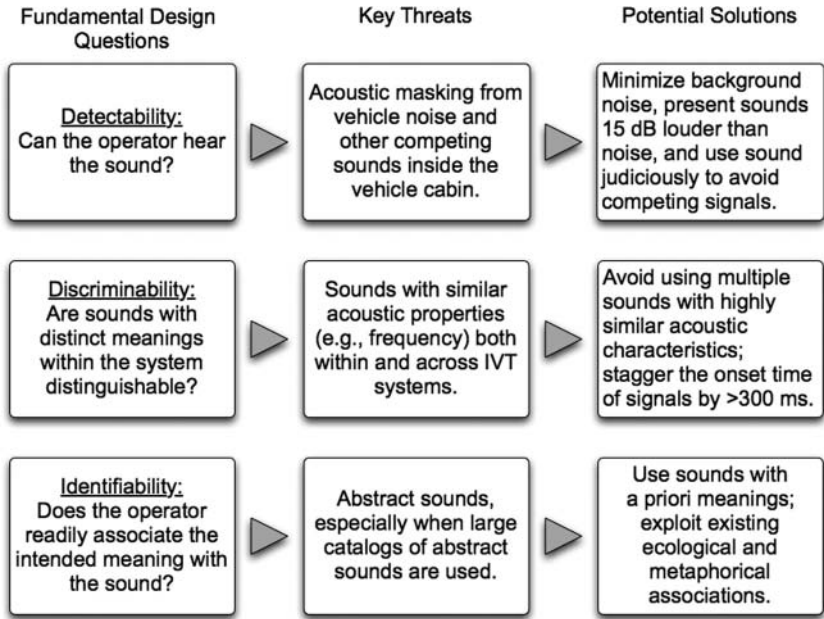 Fundamental Design
Questions
Key Threats
Potential Solutions
Detectability:
Can the operator hear
the sound?
Acoustic masking from
vehicle noise and
other competing
sounds inside the
vehicle cabin.
Minimize background
noise, present sounds
15 dB louder than
noise, and use sound
judiciously to avoid
competing signals.
Discriminability:
Are sounds with
distinct meanings
within the system
distinguishable?
Sounds with similar
acoustic properties
(e.g., frequency) both
within and across IVT
systems.
Avoid using multiple
sounds with highly
similar acoustic
characteristics;
stagger the onset time
of signals by >300 ms.
Identifiability:
Does the operator
readily associate the
intended meaning with
the sound?
Abstract sounds,
especially when large
catalogs of abstract
sounds are used.
Use sounds with
a priori meanings;
exploit existing
ecological and
metaphorical
associations.